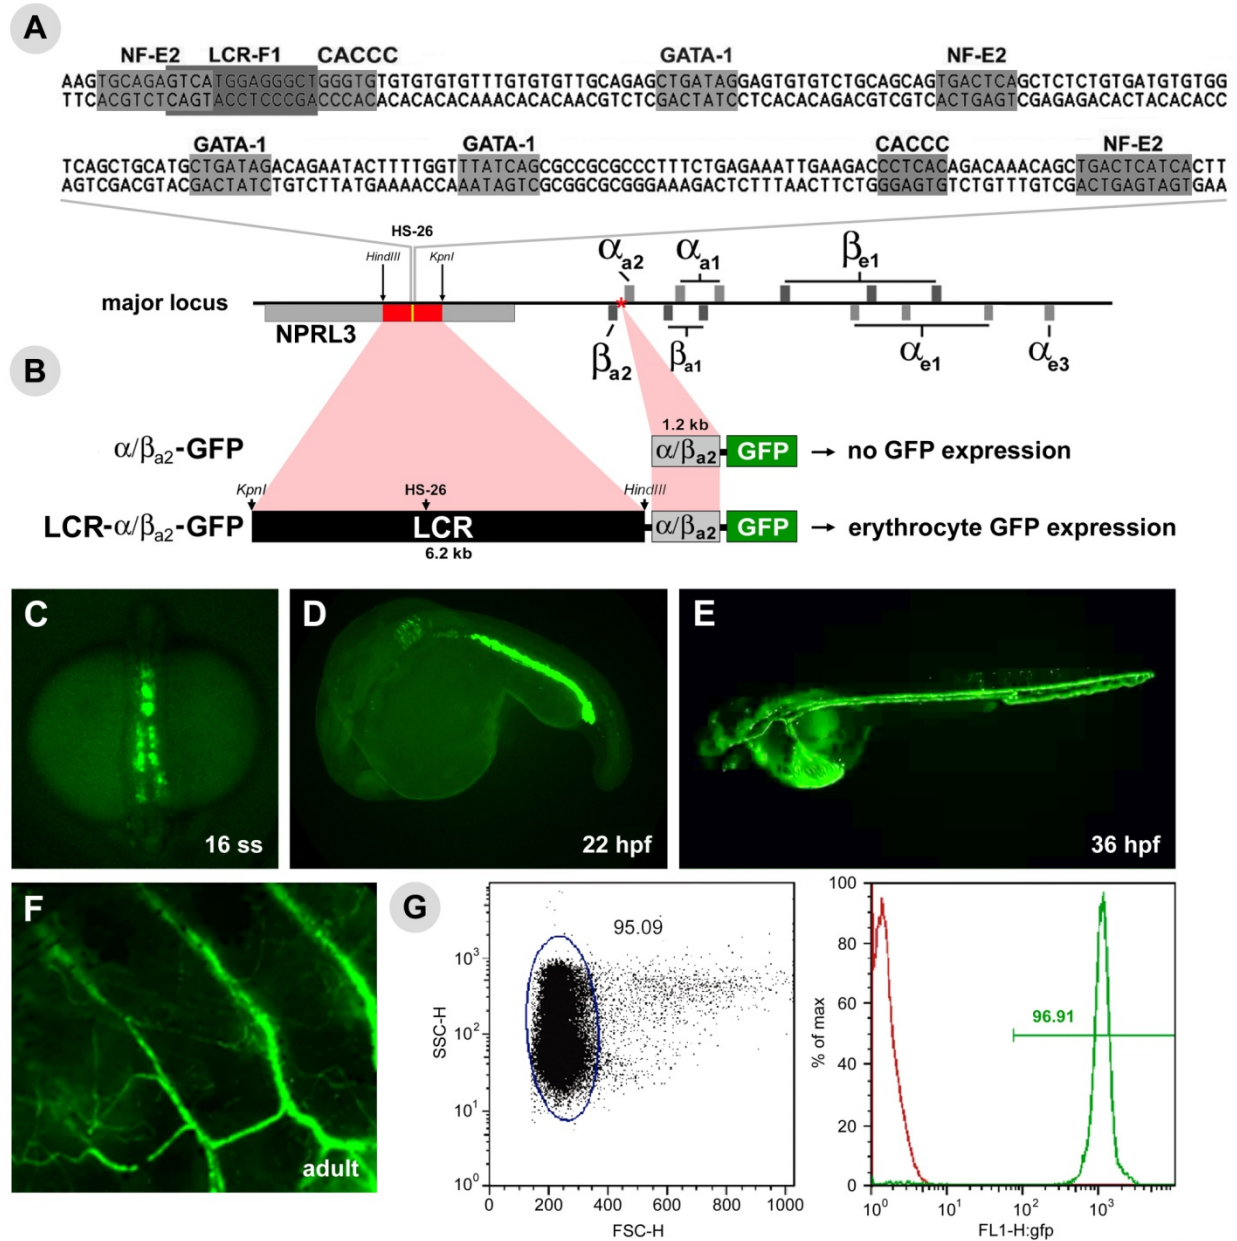 A
NF-E2 LCR-F1 CACCC GATA-1 NF-E2
AAGTGCAGAGTCATGGAGGGCTGGGTGTGTGTGTGTTTGTGTGTTGCAGAGCTGATAGGAGTGTGTCTGCAGCAGTGACTCAGCTCTCTGTGATGTGTGG
TTCACGTCTCAGTACCTCCCGACCCACACACACACAAACACACAACGTCTCGACTATCCTCACACAGACGTCGTCACTGAGTCGAGAGACACTACACACC
GATA-1 GATA-1 CACCC NF-E2
TCAGCTGCATGCTGATAGACAGAATACTTTTGGTTTATCAGCGCCGCGCCCTTTCTGAGAAATTGAAGACCCTCACAGACAAACAGCTGACTCATCACTT
AGTCGACGTACGACTATCTGTCTTATGAAAACCAAATAGTCGCGGCGCGGGAAAGACTCTTTAACTTCTGGGAGTGTCTGTTTGTCGACTGAGTAGTGAA
HS-26
HindIII KpnI
αa2 αa1 βe1
major locus
*
NPRL3
βa2 βa1 αe1 αe3
B
1.2 kb
α/βa2-GFP α/βa2 GFP → no GFP expression
KpnI HS-26 HindIII
LCR-α/βa2-GFP LCR α/βa2 GFP → erythrocyte GFP expression
6.2 kb
C
16 ss
D
22 hpf
E
36 hpf
F
adult
G
95.09
10³
10²
10¹
10⁰
SSC-H
0 200 400 600 800 1000
FSC-H
100
80
60
40
20
0
% of max
96.91
10⁰ 10¹ 10² 10³
FL1-H:gfp